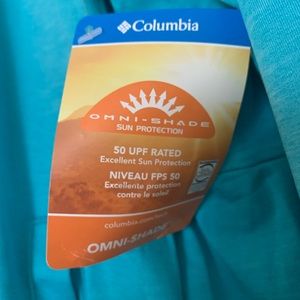 Columbia
OMNI-SHADE
SUN PROTECTION
50 UPF RATED
Excellent Sun Protection
NIVEAU FPS 50
Excellente protection
contre le soleil
columbia.com/tech
OMNI-SHADE